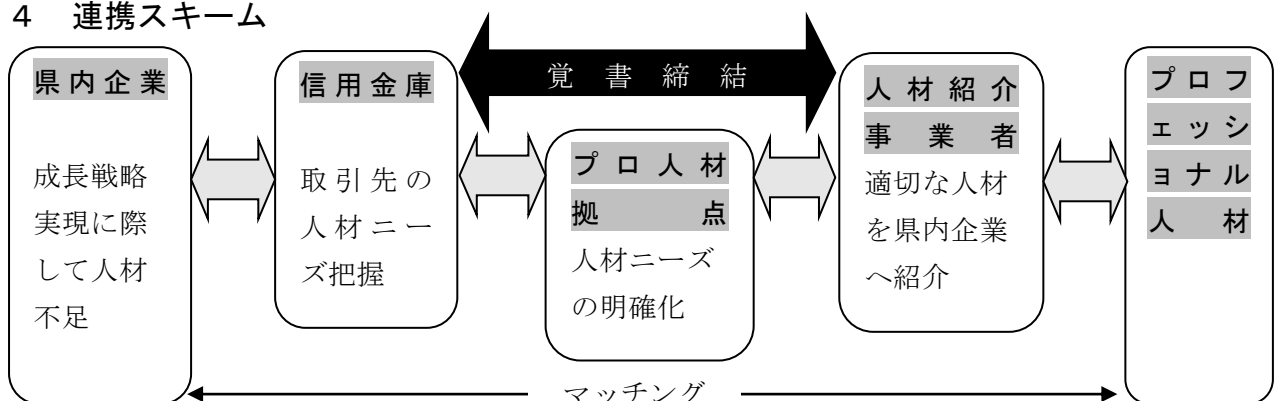 4 連携スキーム
県内企業
成長戦略
実現に際
して人材
不足
信用金庫
取引先の
人材ニー
ズ把握
覚書締結
プロ人材
拠点
人材ニーズ
の明確化
人材紹介
事業者
適切な人材
を県内企業
へ紹介
プロフ
ェッシ
ョナル
人材
マッチング